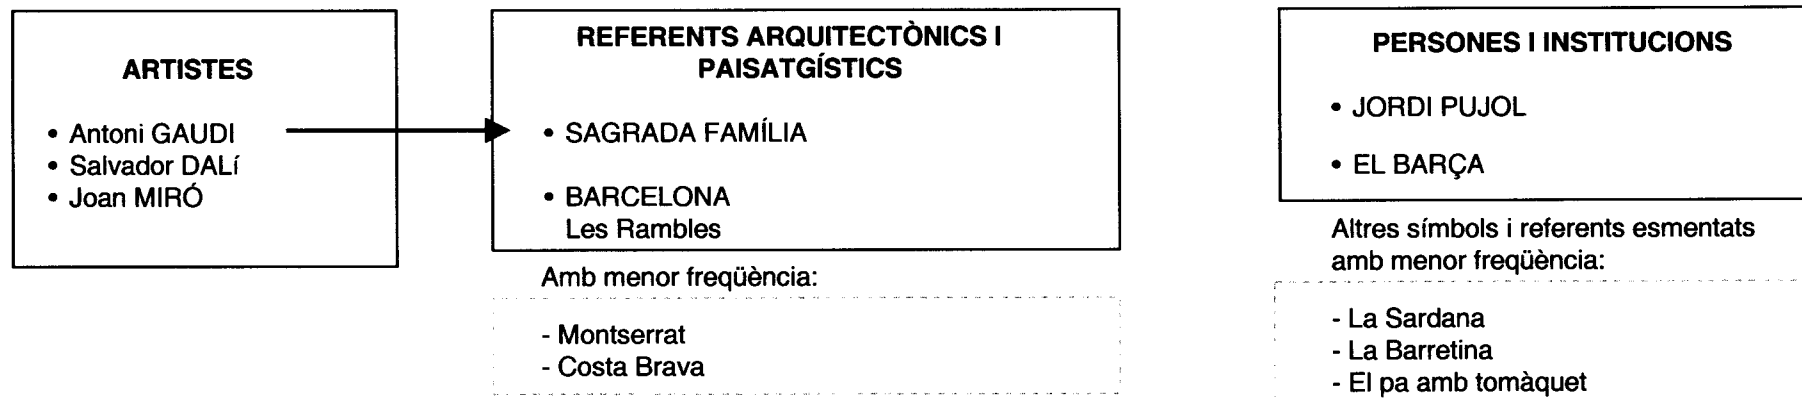 ARTISTES
• Antoni GAUDI
• Salvador DALí
• Joan MIRÓ
REFERENTS ARQUITECTÒNICS I
PAISATGÍSTICS
• SAGRADA FAMÍLIA
• BARCELONA
Les Rambles
Amb menor freqüència:
- Montserrat
- Costa Brava
PERSONES I INSTITUCIONS
• JORDI PUJOL
• EL BARÇA
Altres símbols i referents esmentats
amb menor freqüència:
- La Sardana
- La Barretina
- El pa amb tomàquet